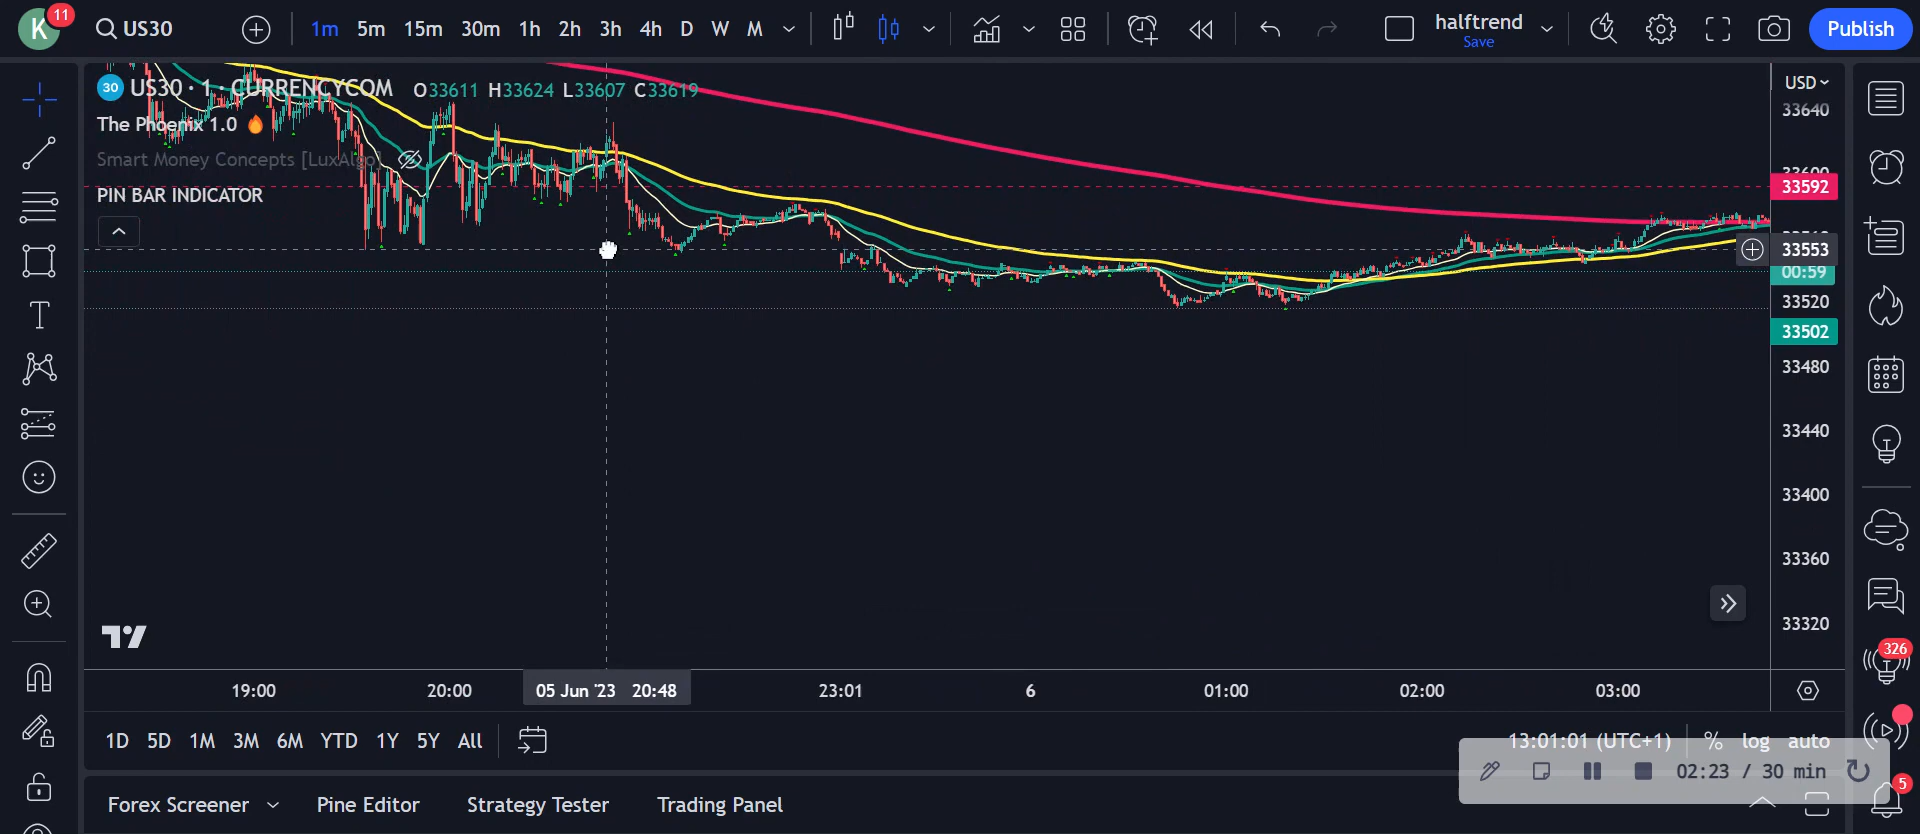 K 11 US30 1m 5m 15m 30m 1h 2h 3h 4h D W M halftrend Publish
Save
30 US30 · 1 · CURRENCYCOM O33611 H33624 L33607 C33619 USD
33640
The Phoenix 1.0
Smart Money Concepts [LuxAlgo]
33592
PIN BAR INDICATOR
33553
00:59
33520
33502
33480
33440
33400
33360
33320
326
19:00 20:00 05 Jun '23 20:48 23:01 6 01:00 02:00 03:00
1D 5D 1M 3M 6M YTD 1Y 5Y All 13:01:01 (UTC+1) % log auto
02:23 / 30 min
5
Forex Screener Pine Editor Strategy Tester Trading Panel